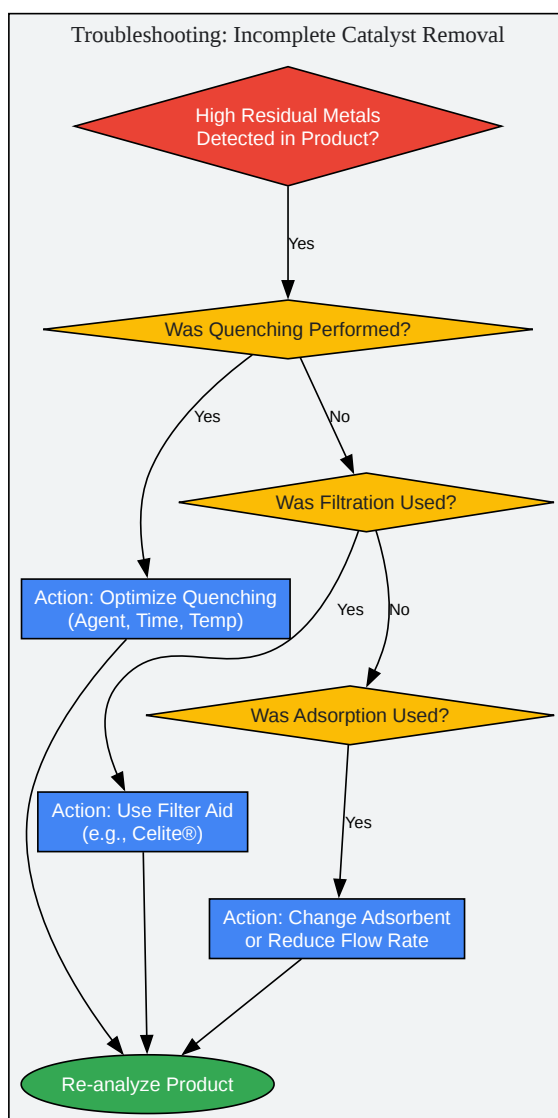 Troubleshooting: Incomplete Catalyst Removal
High Residual Metals
Detected in Product?
Yes
Was Quenching Performed?
Yes
No
Was Filtration Used?
Action: Optimize Quenching
(Agent, Time, Temp)
Yes
No
Was Adsorption Used?
Action: Use Filter Aid
(e.g., Celite®)
Yes
Action: Change Adsorbent
or Reduce Flow Rate
Re-analyze Product